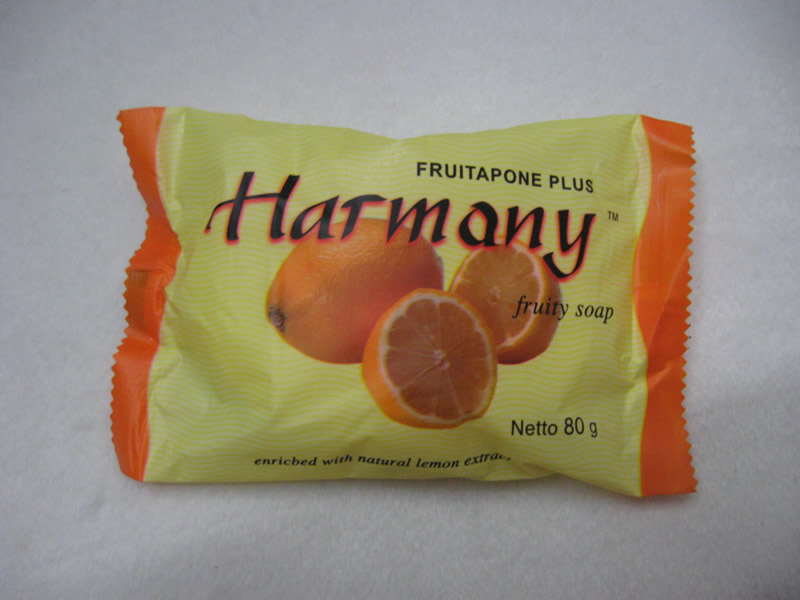 FRUITAPONE PLUS
Harmony TM
fruity soap
Netto 80 g
enriched with natural lemon